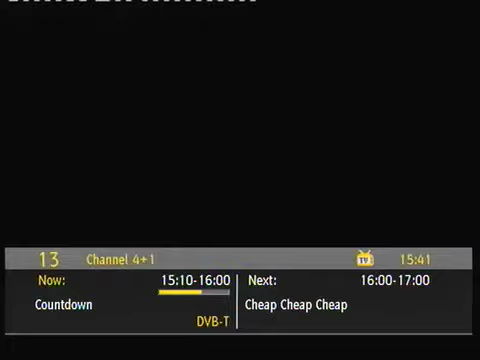 13 Channel 4+1 TV 15:41
Now: 15:10-16:00 Next: 16:00-17:00
Countdown Cheap Cheap Cheap
DVB-T